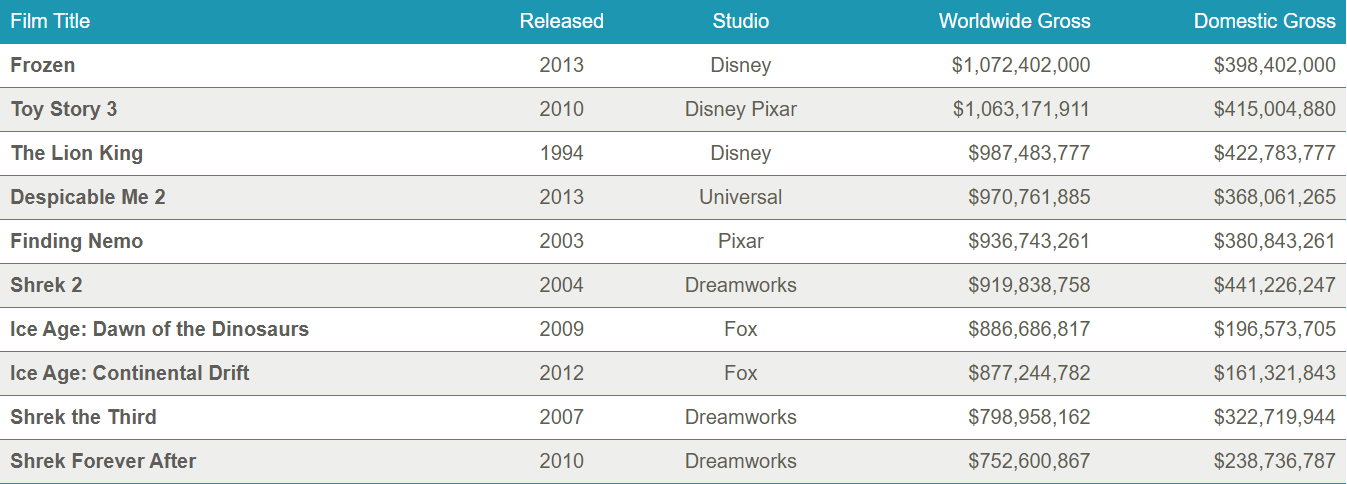 Film Title Released Studio Worldwide Gross Domestic Gross
Frozen 2013 Disney $1,072,402,000 $398,402,000
Toy Story 3 2010 Disney Pixar $1,063,171,911 $415,004,880
The Lion King 1994 Disney $987,483,777 $422,783,777
Despicable Me 2 2013 Universal $970,761,885 $368,061,265
Finding Nemo 2003 Pixar $936,743,261 $380,843,261
Shrek 2 2004 Dreamworks $919,838,758 $441,226,247
Ice Age: Dawn of the Dinosaurs 2009 Fox $886,686,817 $196,573,705
Ice Age: Continental Drift 2012 Fox $877,244,782 $161,321,843
Shrek the Third 2007 Dreamworks $798,958,162 $322,719,944
Shrek Forever After 2010 Dreamworks $752,600,867 $238,736,787